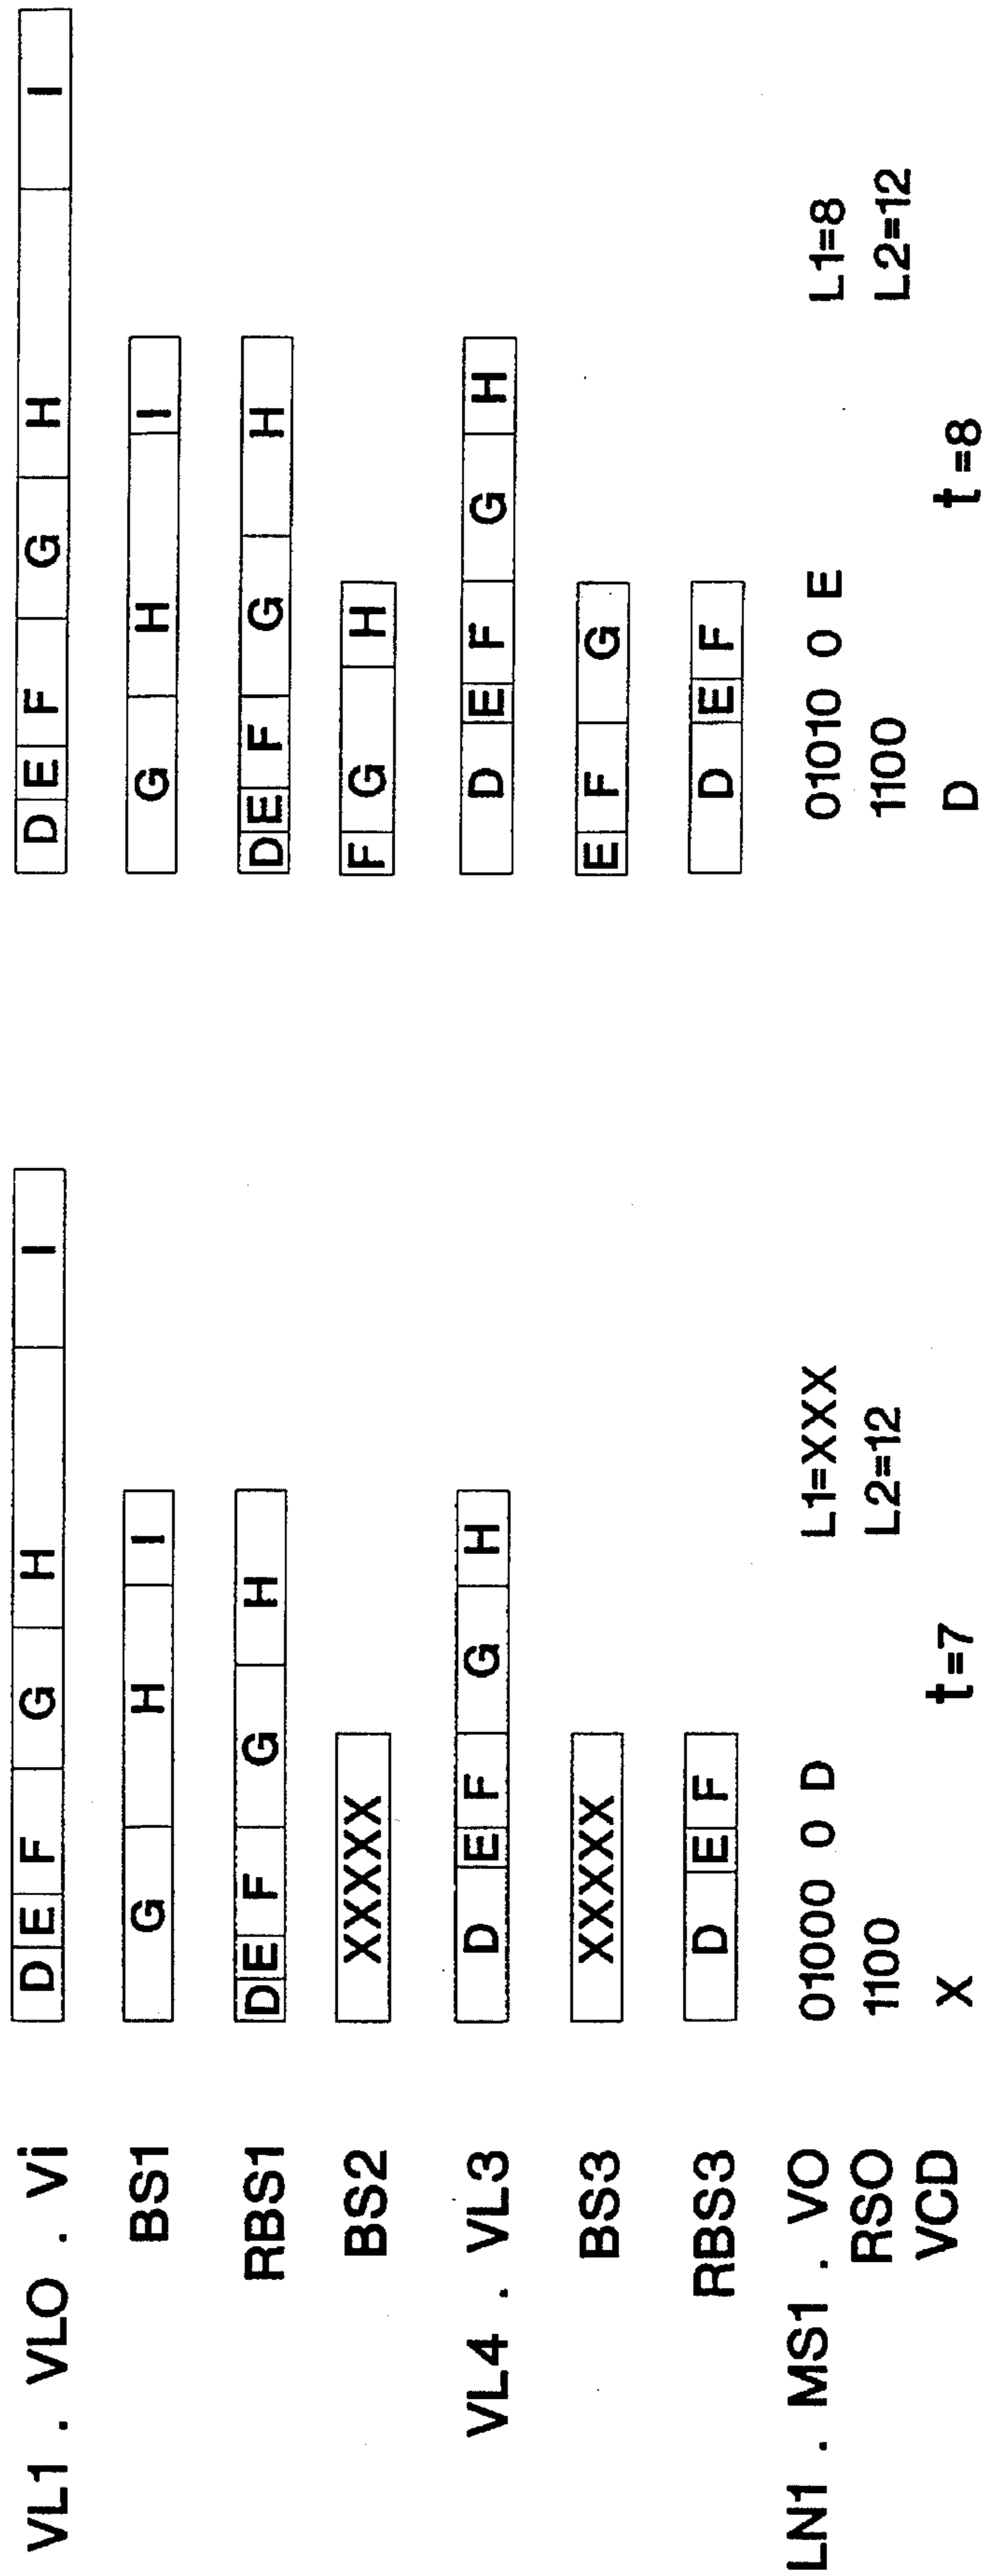 VL1 . VLO . Vi D E F G H I D E F G H I
BS1 G H I G H I
RBS1 D E F G H D E F G H
BS2 XXXXX F G H
VL4 . VL3 D E F G H D E F G H
BS3 XXXXX E F G
RBS3 D E F D E F
LN1 . MS1 . VO 01000 0 D L1=XXX 01010 0 E L1=8
RSO 1100 L2=12 1100 L2=12
VCD X t=7 D t=8